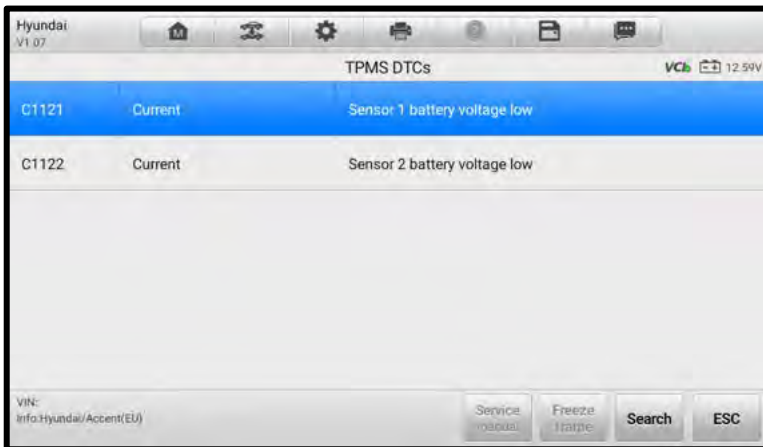 Hyundai
V1.07
M
TPMS DTCs
VCI 12.59V
C1121 Current Sensor 1 battery voltage low
C1122 Current Sensor 2 battery voltage low
VIN:
Info:Hyundai/Accent(EU)
Service manual
Freeze frame
Search
ESC